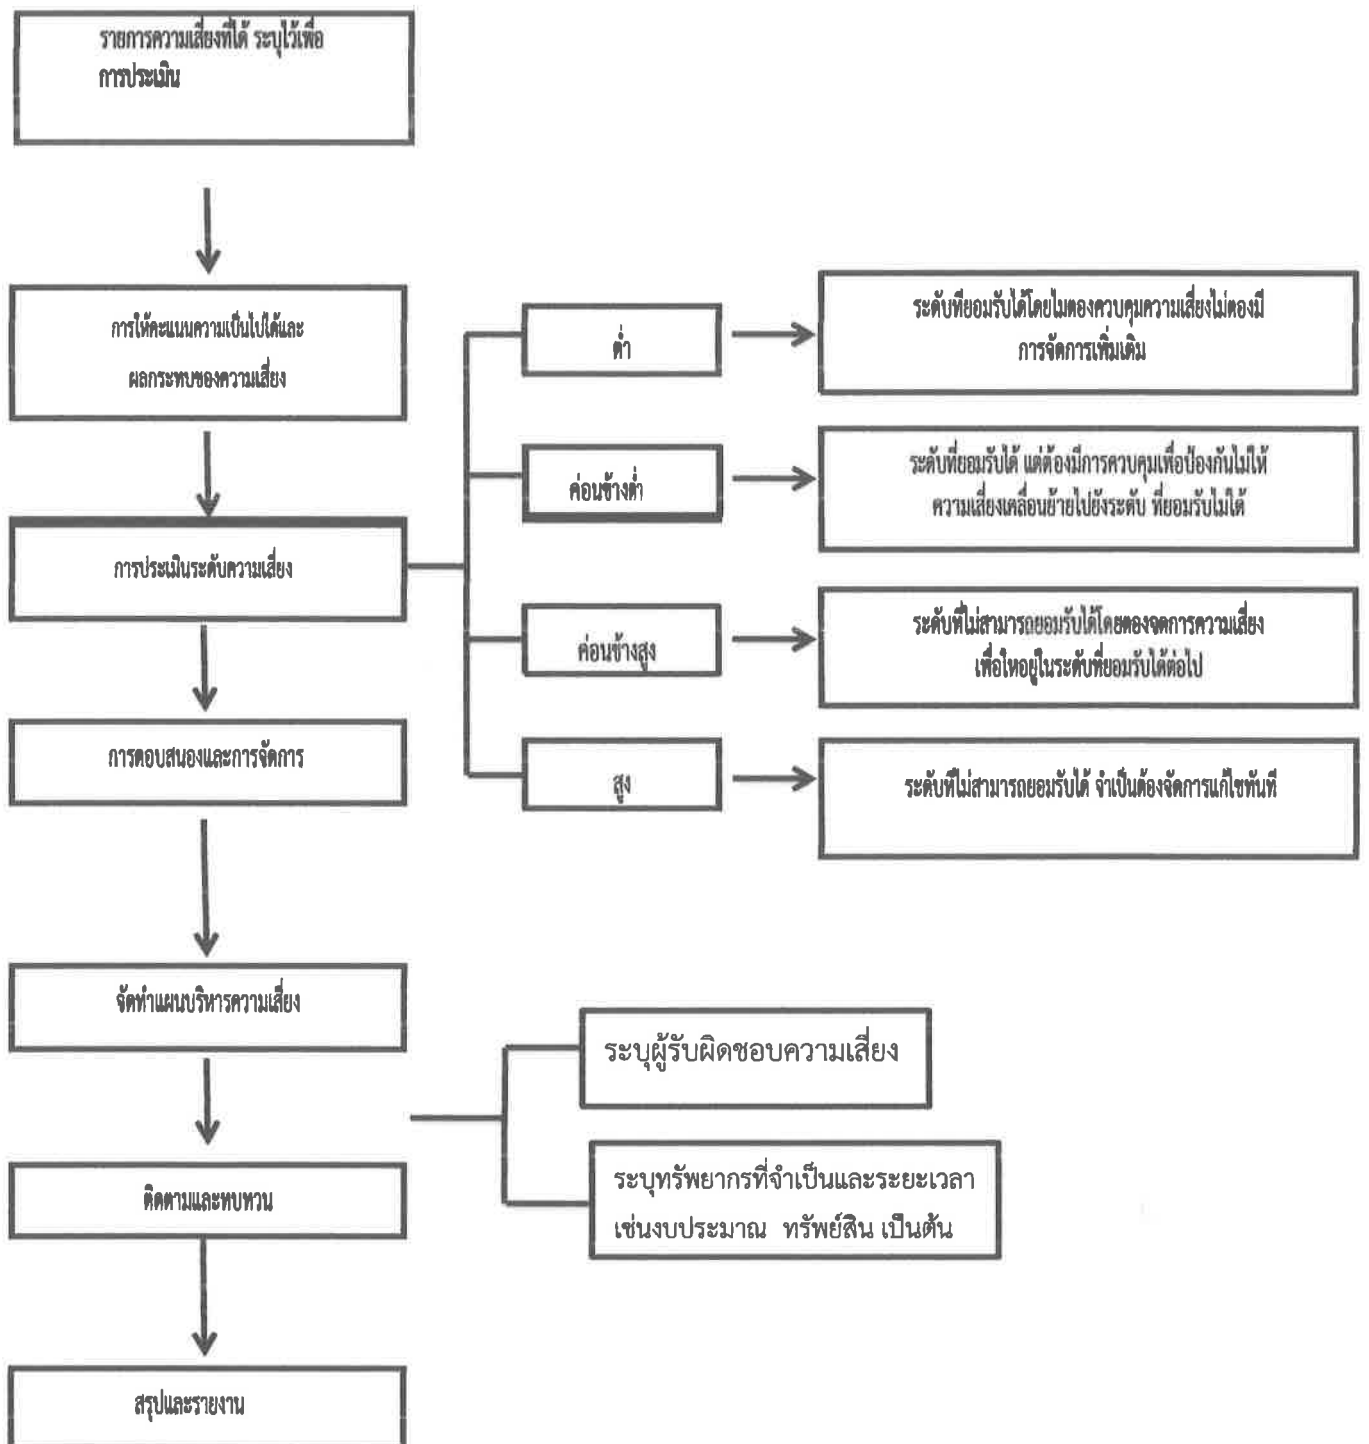 รายการความเสี่ยงที่ได้ ระบุไว้เพื่อ
การประเมิน
การให้คะแนนความเป็นไปได้และ
ผลกระทบของความเสี่ยง
การประเมินระดับความเสี่ยง
ต่ำ
ระดับที่ยอมรับได้โดยไมตองควบคุมความเสี่ยงไม่ตองมี
การจัดการเพิ่มเติม
ค่อนข้างต่ำ
ระดับที่ยอมรับได้ แต่ต้องมีการควบคุมเพื่อป้องกันไม่ให้
ความเสี่ยงเคลื่อนย้ายไปยังระดับ ที่ยอมรับไม่ได้
ค่อนข้างสูง
ระดับที่ไม่สามารถยอมรับได้โดยตองจดการความเสี่ยง
เพื่อใหอยู่ในระดับที่ยอมรับได้ต่อไป
สูง
ระดับที่ไม่สามารถยอมรับได้ จำเป็นต้องจัดการแก้ไขทันที
การตอบสนองและการจัดการ
จัดทำแผนบริหารความเสี่ยง
ระบุผู้รับผิดชอบความเสี่ยง
ระบุทรัพยากรที่จำเป็นและระยะเวลา
เช่นงบประมาณ ทรัพย์สิน เป็นต้น
ติดตามและทบทวน
สรุปและรายงาน